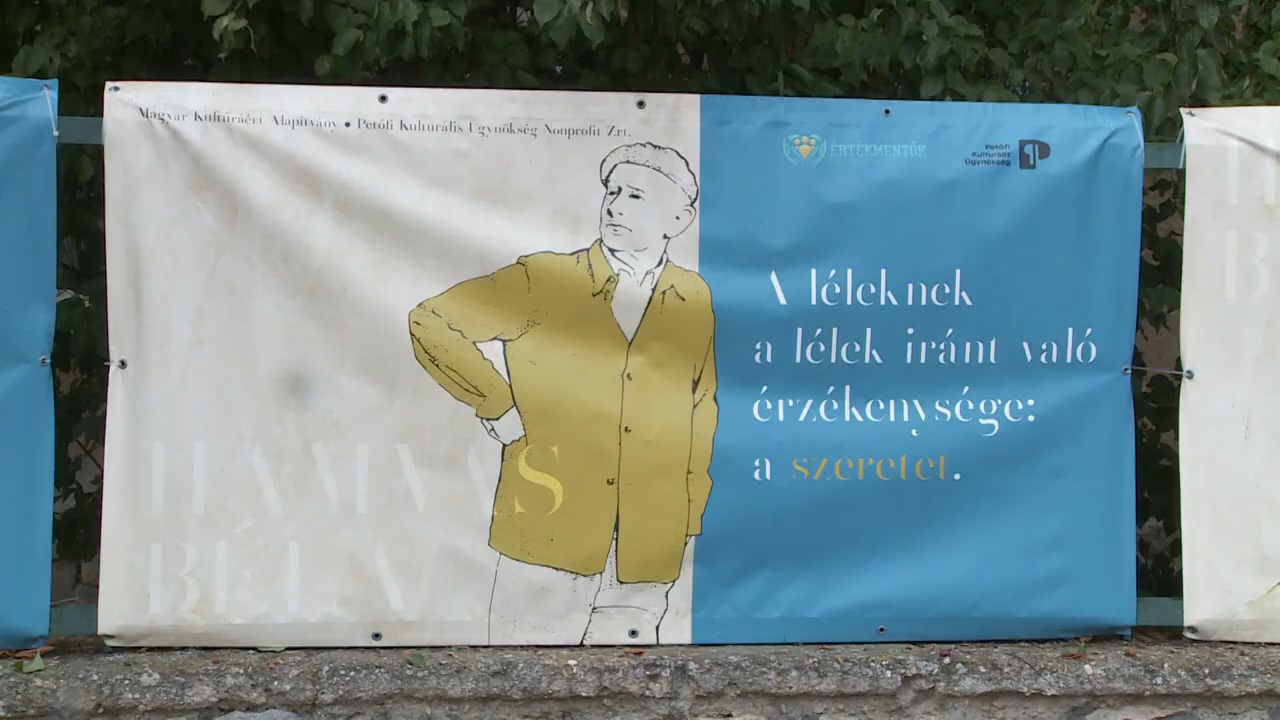 Magyar Kultúráért Alapítvány • Petőfi Kulturális Ügynökség Nonprofit Zrt.
ÉRTÉKMENTŐK
Petőfi
Kulturális
Ügynökség
A léleknek
a lélek iránt való
érzékenysége:
a szeretet.
HAMVAS
BÉLA